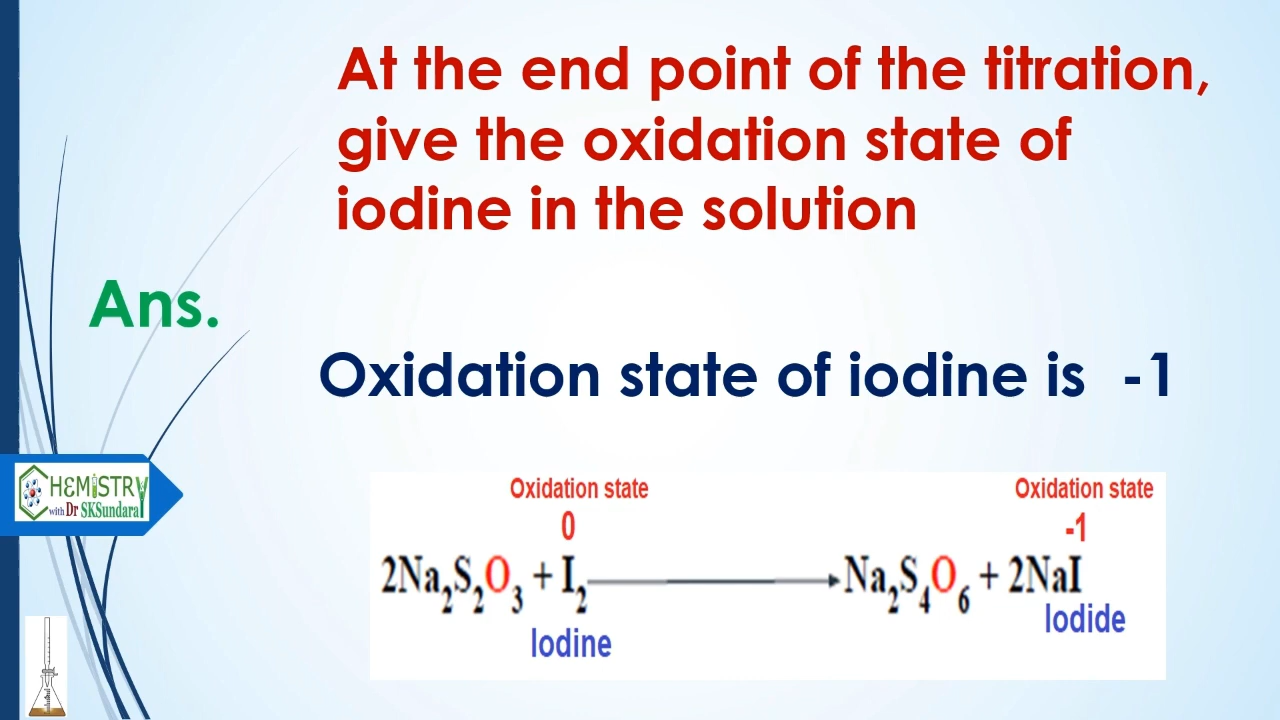 At the end point of the titration,
give the oxidation state of
iodine in the solution
Ans.
Oxidation state of iodine is -1
CHEMISTRY
with Dr SKSundaral
Oxidation state
0
Oxidation state
-1
2Na₂S₂O₃ + I₂ → Na₂S₄O₆ + 2NaI
Iodine
Iodide